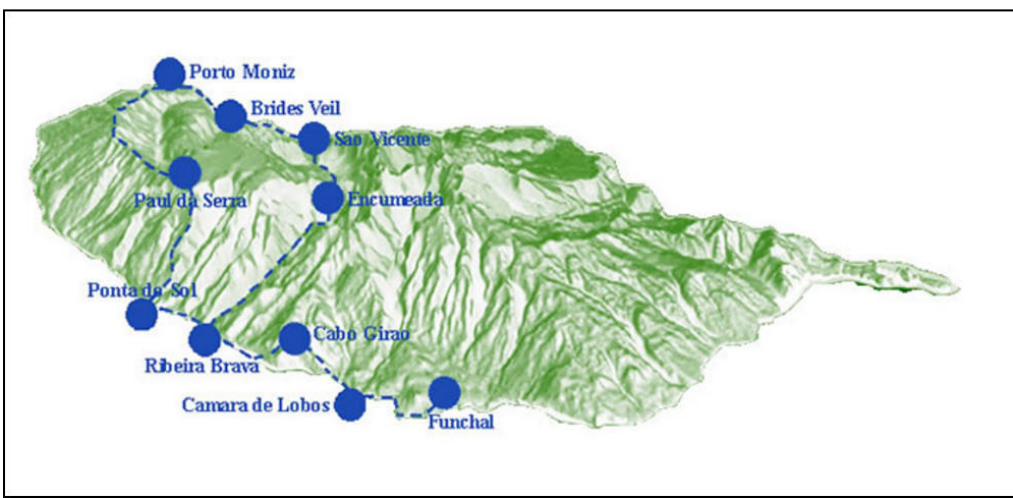 Porto Moniz
Brides Veil
Sao Vicente
Paul da Serra
Encumeada
Ponta do Sol
Cabo Girao
Ribeira Brava
Camara de Lobos
Funchal